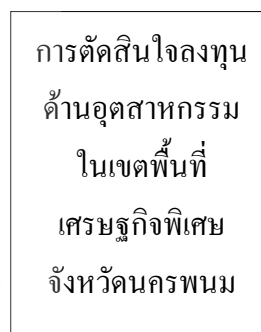 การตัดสินใจลงทุน
ด้านอุตสาหกรรม
ในเขตพื้นที่
เศรษฐกิจพิเศษ
จังหวัดนครพนม